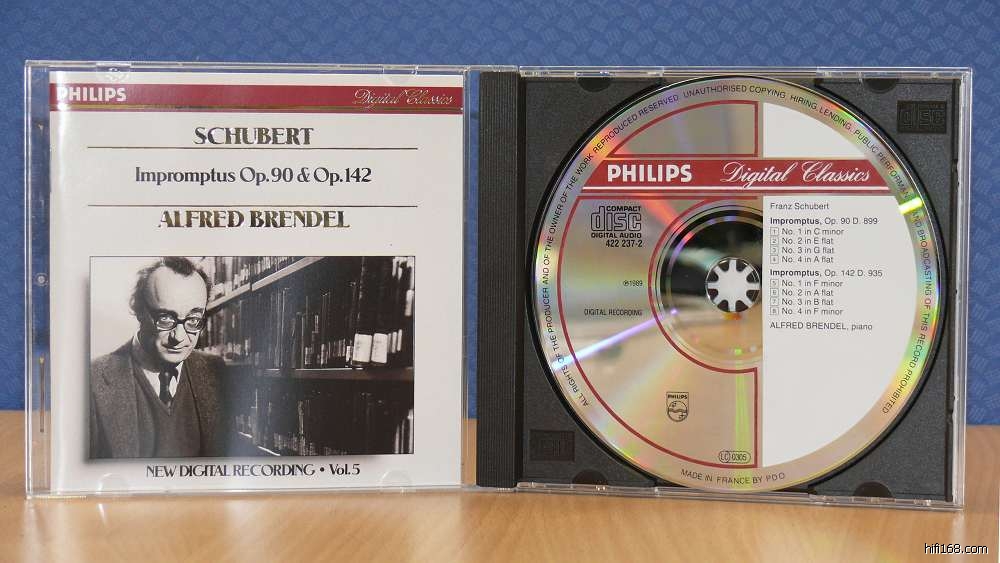 PHILIPS
Digital Classics
SCHUBERT
Impromptus Op.90 & Op.142
ALFRED BRENDEL
NEW DIGITAL RECORDING • Vol.5
ALL RIGHTS OF THE PRODUCER AND OF THE OWNER OF THE WORK REPRODUCED RESERVED. UNAUTHORISED COPYING, HIRING, LENDING, PUBLIC PERFORMANCE AND BROADCASTING OF THIS RECORD PROHIBITED
PHILIPS
Digital Classics
COMPACT
disc
DIGITAL AUDIO
422 237-2
℗1989
DIGITAL RECORDING
Franz Schubert
Impromptus, Op. 90 D. 899
1 No. 1 in C minor
2 No. 2 in E flat
3 No. 3 in G flat
4 No. 4 in A flat
Impromptus, Op. 142 D. 935
5 No. 1 in F minor
6 No. 2 in A flat
7 No. 3 in B flat
8 No. 4 in F minor
ALFRED BRENDEL, piano
PHILIPS
LC 0305
MADE IN FRANCE BY PDO
disc
hifi168.com